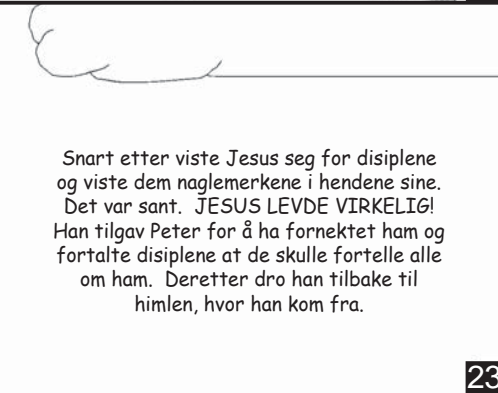 Snart etter viste Jesus seg for disiplene
og viste dem naglemerkene i hendene sine.
Det var sant.  JESUS LEVDE VIRKELIG!
Han tilgav Peter for å ha fornektet ham og
fortalte disiplene at de skulle fortelle alle
om ham.  Deretter dro han tilbake til
himlen, hvor han kom fra.
23